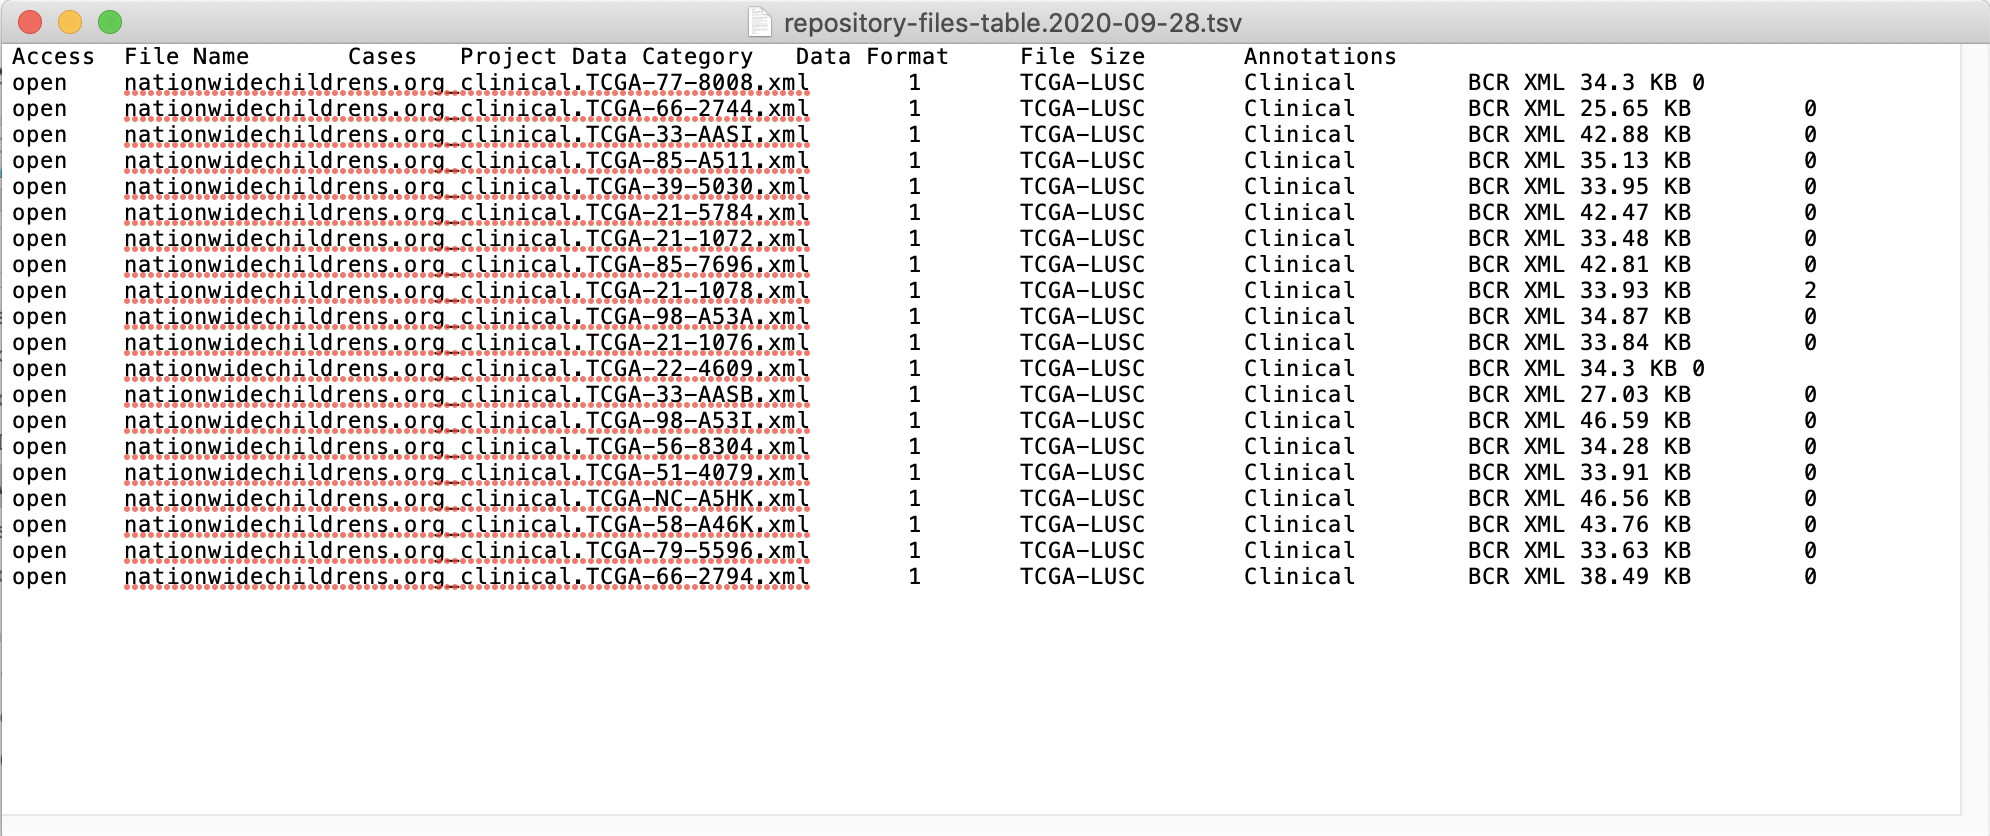 repository-files-table.2020-09-28.tsv
Access File Name Cases Project Data Category Data Format File Size Annotations
open nationwidechildrens.org_clinical.TCGA-77-8008.xml 1 TCGA-LUSC Clinical BCR XML 34.3 KB 0
open nationwidechildrens.org_clinical.TCGA-66-2744.xml 1 TCGA-LUSC Clinical BCR XML 25.65 KB 0
open nationwidechildrens.org_clinical.TCGA-33-AASI.xml 1 TCGA-LUSC Clinical BCR XML 42.88 KB 0
open nationwidechildrens.org_clinical.TCGA-85-A511.xml 1 TCGA-LUSC Clinical BCR XML 35.13 KB 0
open nationwidechildrens.org_clinical.TCGA-39-5030.xml 1 TCGA-LUSC Clinical BCR XML 33.95 KB 0
open nationwidechildrens.org_clinical.TCGA-21-5784.xml 1 TCGA-LUSC Clinical BCR XML 42.47 KB 0
open nationwidechildrens.org_clinical.TCGA-21-1072.xml 1 TCGA-LUSC Clinical BCR XML 33.48 KB 0
open nationwidechildrens.org_clinical.TCGA-85-7696.xml 1 TCGA-LUSC Clinical BCR XML 42.81 KB 0
open nationwidechildrens.org_clinical.TCGA-21-1078.xml 1 TCGA-LUSC Clinical BCR XML 33.93 KB 2
open nationwidechildrens.org_clinical.TCGA-98-A53A.xml 1 TCGA-LUSC Clinical BCR XML 34.87 KB 0
open nationwidechildrens.org_clinical.TCGA-21-1076.xml 1 TCGA-LUSC Clinical BCR XML 33.84 KB 0
open nationwidechildrens.org_clinical.TCGA-22-4609.xml 1 TCGA-LUSC Clinical BCR XML 34.3 KB 0
open nationwidechildrens.org_clinical.TCGA-33-AASB.xml 1 TCGA-LUSC Clinical BCR XML 27.03 KB 0
open nationwidechildrens.org_clinical.TCGA-98-A53I.xml 1 TCGA-LUSC Clinical BCR XML 46.59 KB 0
open nationwidechildrens.org_clinical.TCGA-56-8304.xml 1 TCGA-LUSC Clinical BCR XML 34.28 KB 0
open nationwidechildrens.org_clinical.TCGA-51-4079.xml 1 TCGA-LUSC Clinical BCR XML 33.91 KB 0
open nationwidechildrens.org_clinical.TCGA-NC-A5HK.xml 1 TCGA-LUSC Clinical BCR XML 46.56 KB 0
open nationwidechildrens.org_clinical.TCGA-58-A46K.xml 1 TCGA-LUSC Clinical BCR XML 43.76 KB 0
open nationwidechildrens.org_clinical.TCGA-79-5596.xml 1 TCGA-LUSC Clinical BCR XML 33.63 KB 0
open nationwidechildrens.org_clinical.TCGA-66-2794.xml 1 TCGA-LUSC Clinical BCR XML 38.49 KB 0